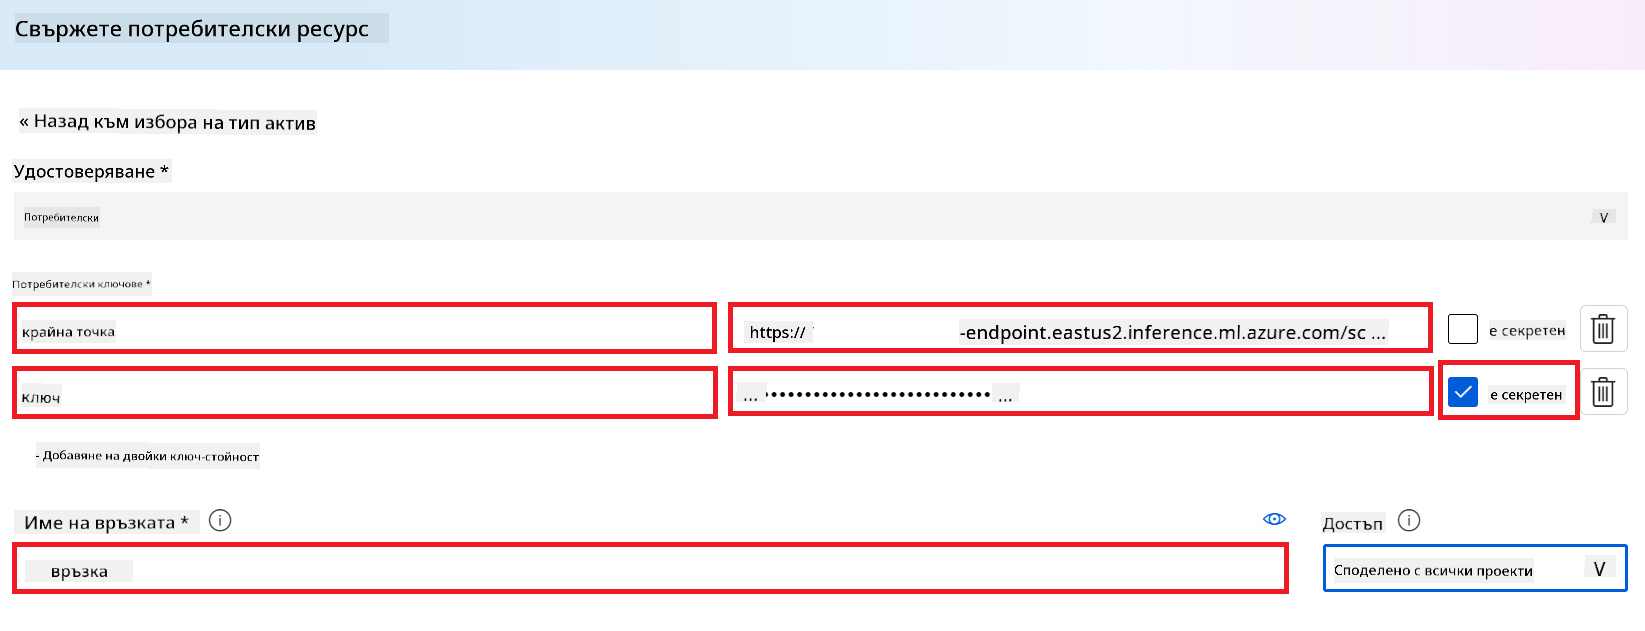 Свържете потребителски ресурс
« Назад към избора на тип актив
Удостоверяване *
Потребителски V
Потребителски ключове *
крайна точка https:// -endpoint.eastus2.inference.ml.azure.com/sc ... е секретен
ключ ... •••••••••••••••••••••••••• ... е секретен
- Добавяне на двойки ключ-стойност
Име на връзката * Достъп
връзка Споделено с всички проекти V